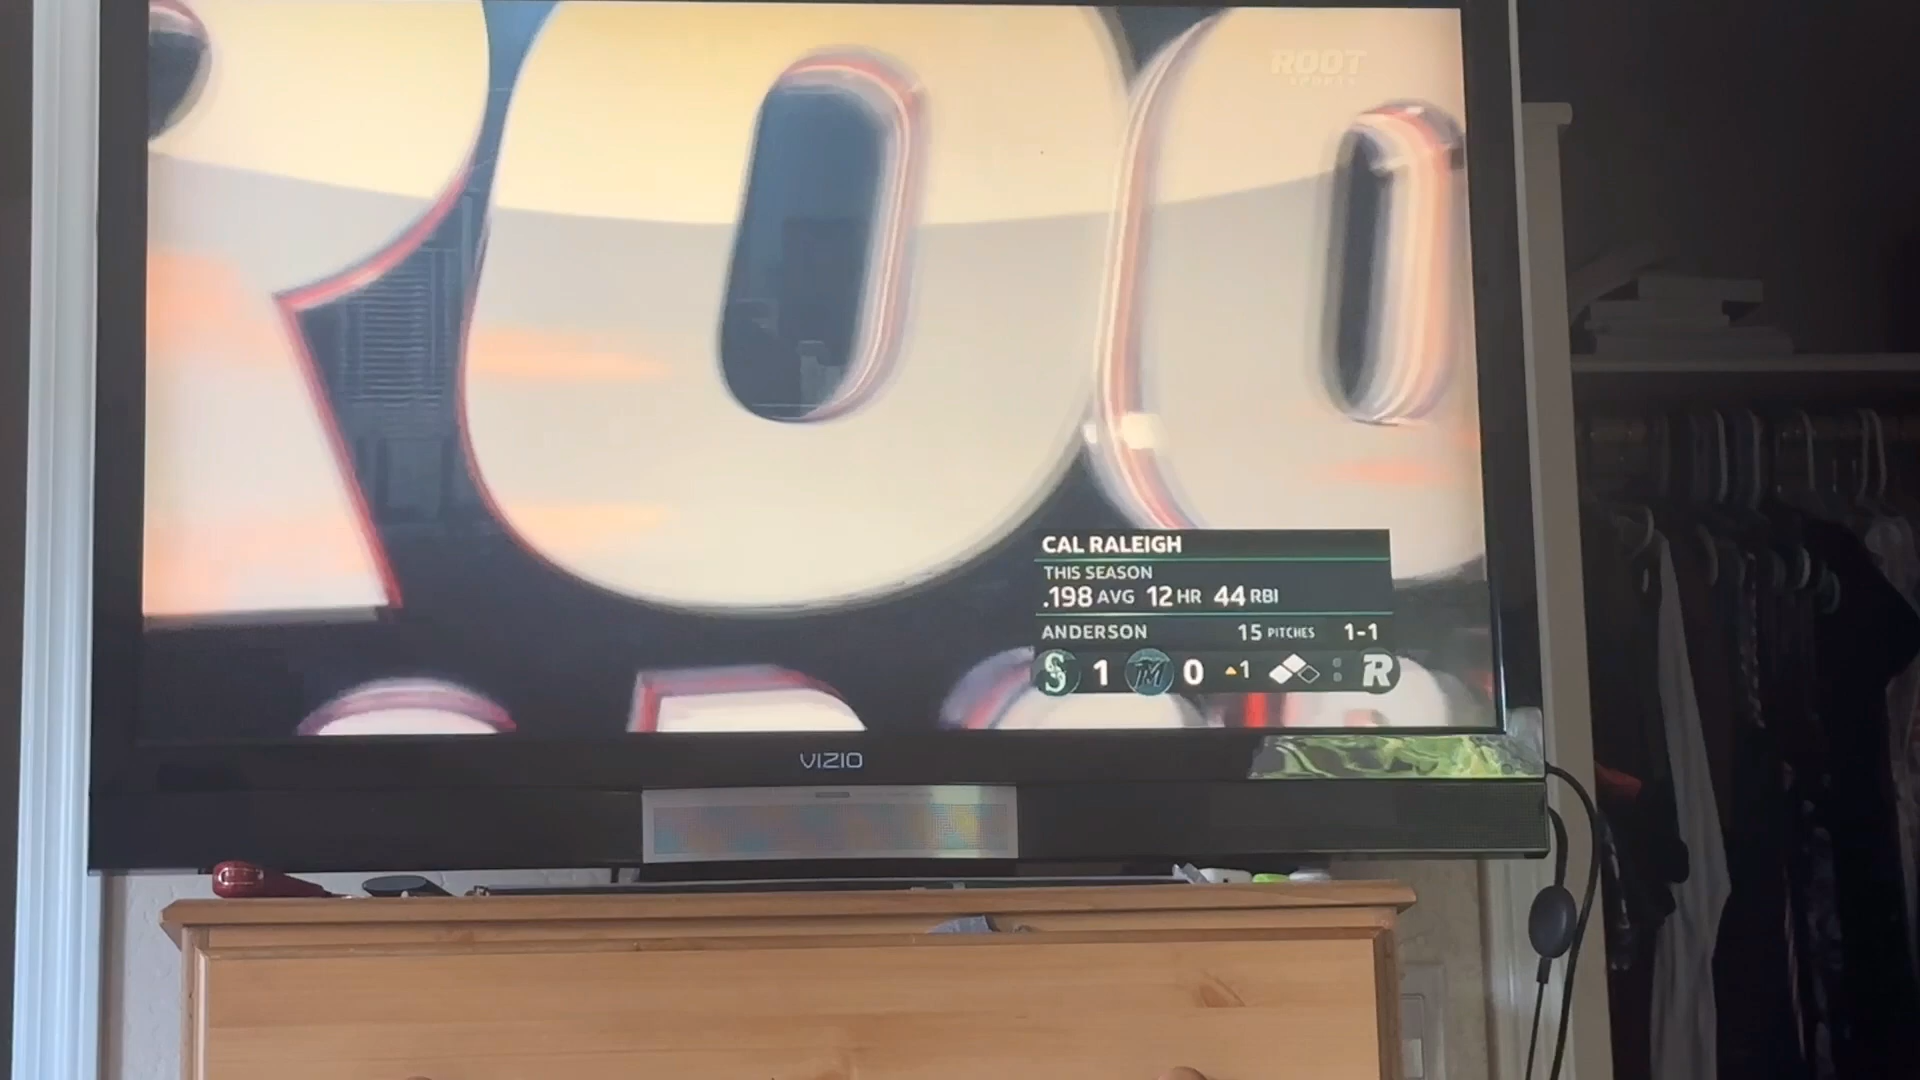 ROOT
SPORTS
CAL RALEIGH
THIS SEASON
.198 AVG 12 HR 44 RBI
ANDERSON 15 PITCHES 1-1
S 1 M 0 1 R
VIZIO